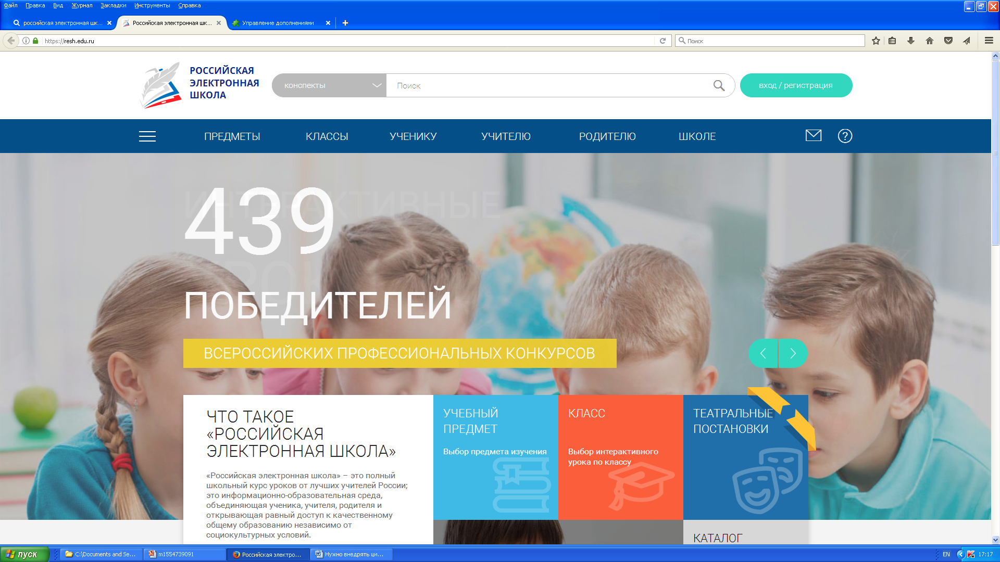 Файл Правка Вид Журнал Закладки Инструменты Справка
российская электронная шк... Российская электронная шк... Управление дополнениями
https://resh.edu.ru Поиск
РОССИЙСКАЯ
ЭЛЕКТРОННАЯ
ШКОЛА
конспекты Поиск вход / регистрация
ПРЕДМЕТЫ КЛАССЫ УЧЕНИКУ УЧИТЕЛЮ РОДИТЕЛЮ ШКОЛЕ
ИНТЕРАКТИВНЫЕ
439
ПОБЕДИТЕЛЕЙ
ВСЕРОССИЙСКИХ ПРОФЕССИОНАЛЬНЫХ КОНКУРСОВ
ЧТО ТАКОЕ
«РОССИЙСКАЯ
ЭЛЕКТРОННАЯ ШКОЛА»
«Российская электронная школа» – это полный
школьный курс уроков от лучших учителей России;
это информационно-образовательная среда,
объединяющая ученика, учителя, родителя и
открывающая равный доступ к качественному
общему образованию независимо от
социокультурных условий.
УЧЕБНЫЙ
ПРЕДМЕТ
Выбор предмета изучения
КЛАСС
Выбор интерактивного
урока по классу
ТЕАТРАЛЬНЫЕ
ПОСТАНОВКИ
КАТАЛОГ
пуск C:\Documents and Se... m1554739091 Российская электро... Нужно внедрять ци... EN 17:17